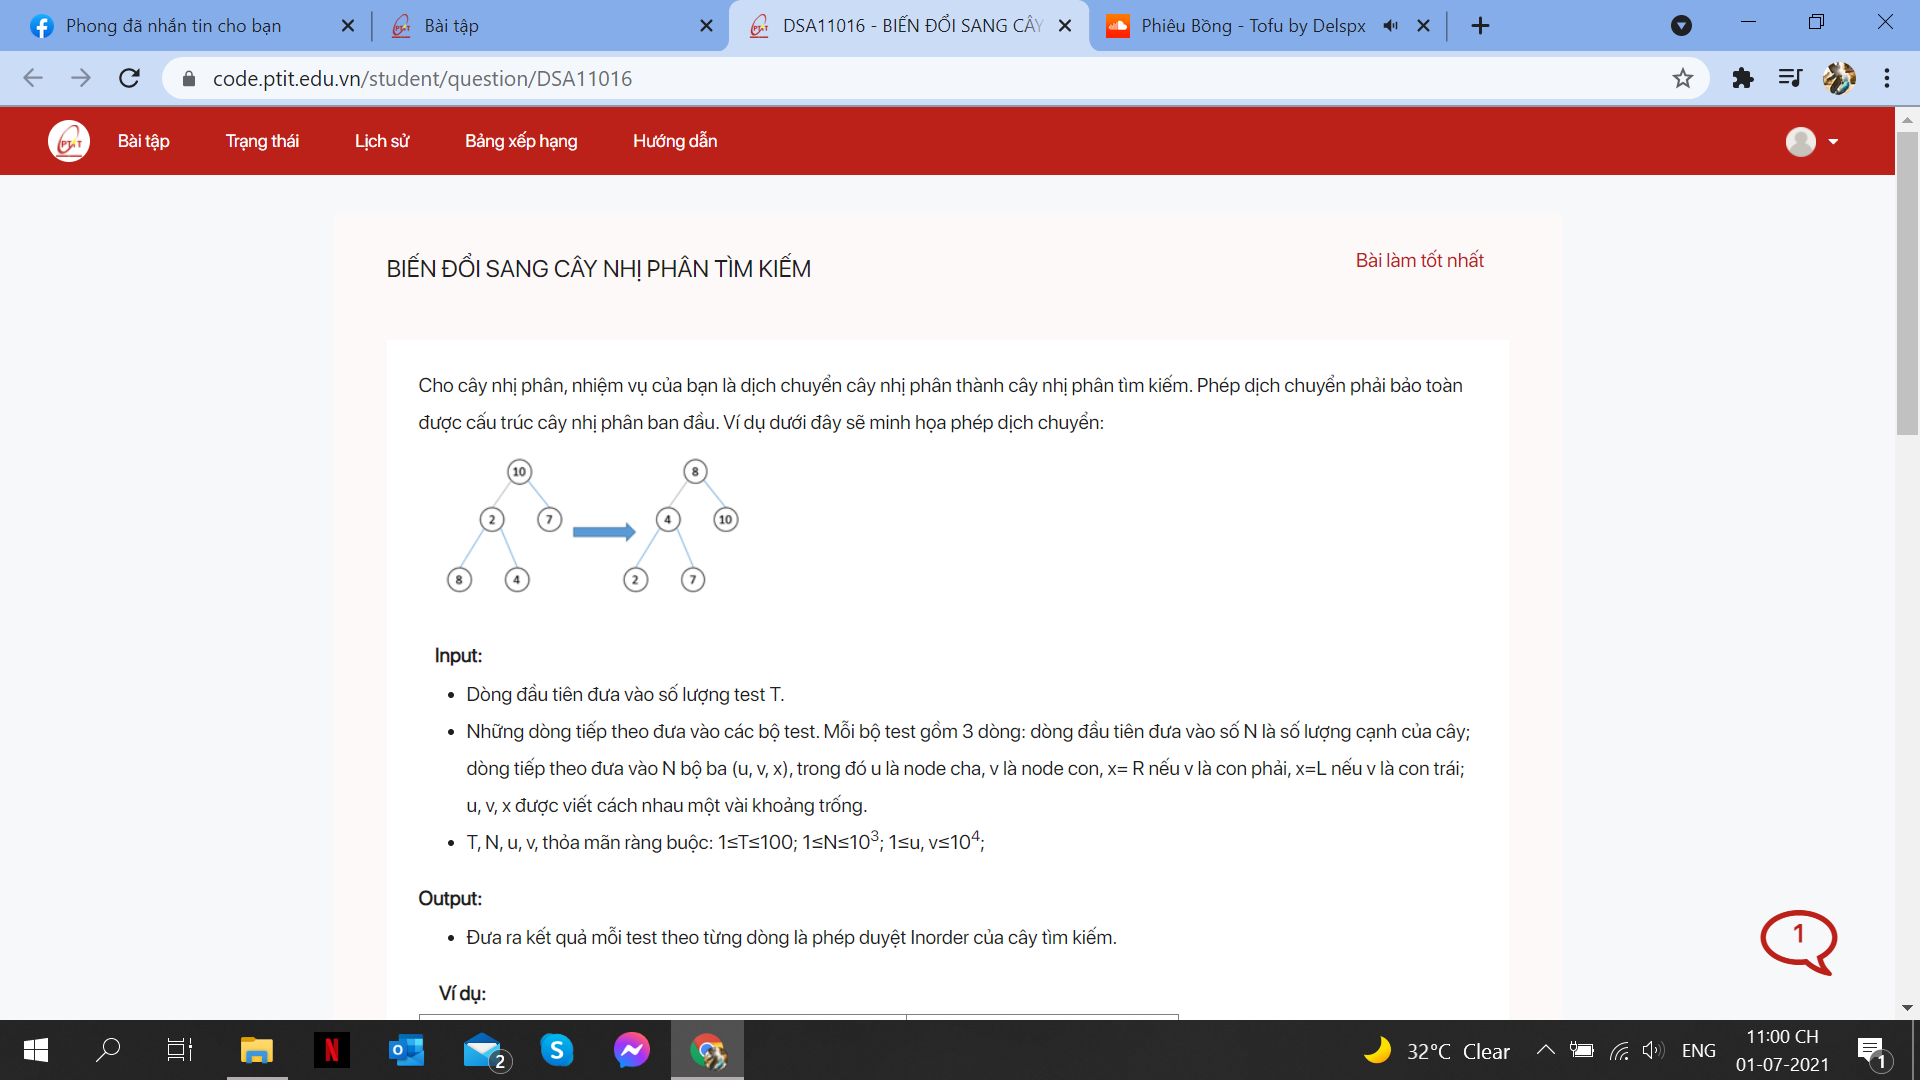 Phong đã nhắn tin cho bạn
Bài tập
DSA11016 - BIẾN ĐỔI SANG CÂY
Phiêu Bồng - Tofu by Delspx
code.ptit.edu.vn/student/question/DSA11016
PTIT
Bài tập
Trạng thái
Lịch sử
Bảng xếp hạng
Hướng dẫn
BIẾN ĐỔI SANG CÂY NHỊ PHÂN TÌM KIẾM
Bài làm tốt nhất
Cho cây nhị phân, nhiệm vụ của bạn là dịch chuyển cây nhị phân thành cây nhị phân tìm kiếm. Phép dịch chuyển phải bảo toàn
được cấu trúc cây nhị phân ban đầu. Ví dụ dưới đây sẽ minh họa phép dịch chuyển:
10 8
2 7 4 10
8 4 2 7
Input:
• Dòng đầu tiên đưa vào số lượng test T.
• Những dòng tiếp theo đưa vào các bộ test. Mỗi bộ test gồm 3 dòng: dòng đầu tiên đưa vào số N là số lượng cạnh của cây;
dòng tiếp theo đưa vào N bộ ba (u, v, x), trong đó u là node cha, v là node con, x= R nếu v là con phải, x=L nếu v là con trái;
u, v, x được viết cách nhau một vài khoảng trống.
• T, N, u, v, thỏa mãn ràng buộc: 1≤T≤100; 1≤N≤10³; 1≤u, v≤10⁴;
Output:
• Đưa ra kết quả mỗi test theo từng dòng là phép duyệt Inorder của cây tìm kiếm.
Ví dụ:
1
N
2
S
32°C Clear
ENG
11:00 CH
01-07-2021
1